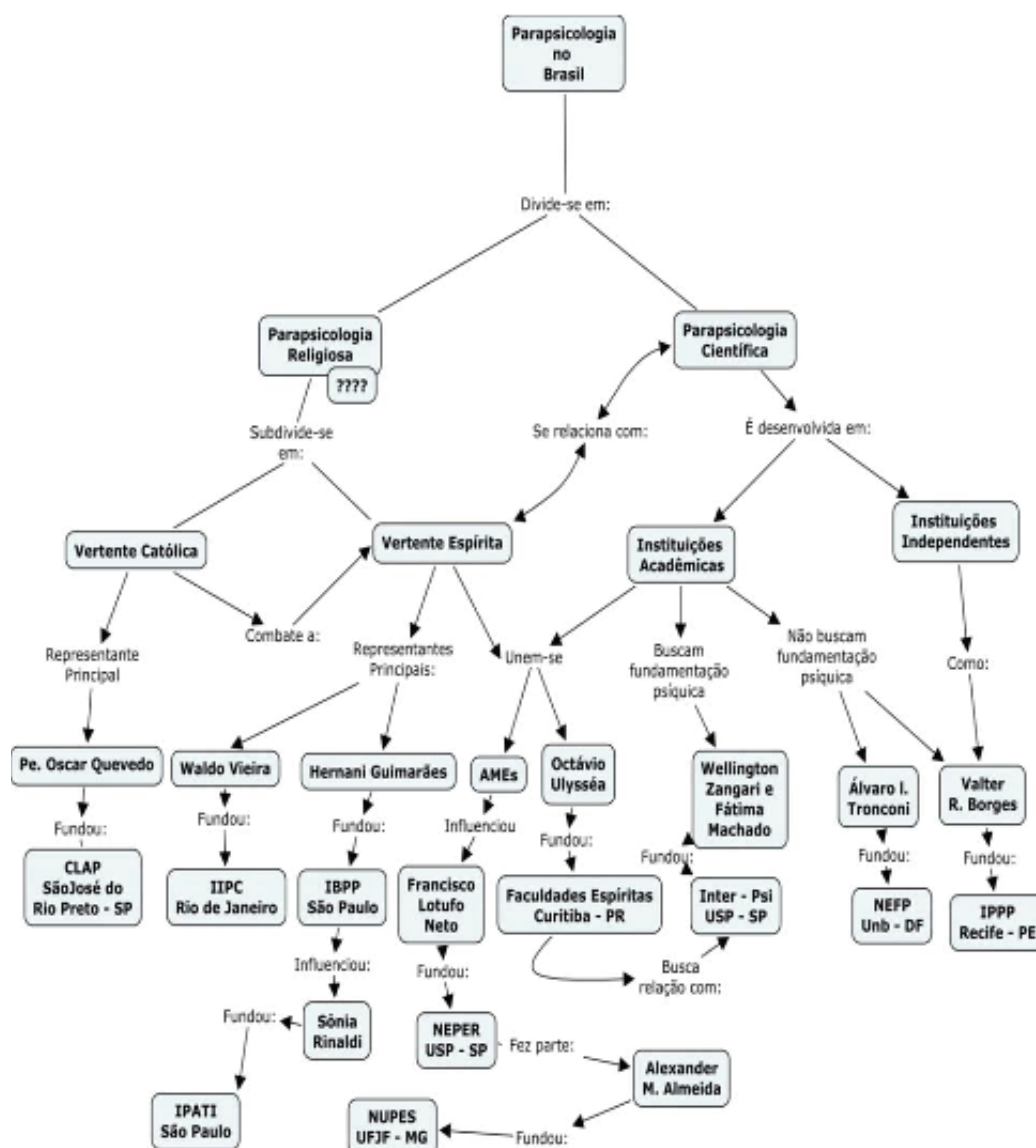 Parapsicologia
no
Brasil
Divide-se em:
Parapsicologia
Religiosa
????
Parapsicologia
Científica
Subdivide-se
em:
Se relaciona com:
É desenvolvida em:
Vertente Católica
Vertente Espírita
Instituições
Acadêmicas
Instituições
Independentes
Representante
Principal
Combate a:
Representantes
Principais:
Unem-se
Buscam
fundamentação
psíquica
Não buscam
fundamentação
psíquica
Como:
Pe. Oscar Quevedo
Waldo Vieira
Hernani Guimarães
AMEs
Octávio
Ulysséa
Wellington
Zangari e
Fátima
Machado
Álvaro l.
Tronconi
Valter
R. Borges
Fundou:
Fundou:
Fundou:
Influenciou
Fundou:
Fundou:
Fundou:
Fundou:
CLAP
SãoJosé do
Rio Preto - SP
IIPC
Rio de Janeiro
IBPP
São Paulo
Francisco
Lotufo
Neto
Faculdades Espíritas
Curitiba - PR
Inter - Psi
USP - SP
NEFP
Unb - DF
IPPP
Recife - PE
Influenciou:
Fundou:
Busca
relação com:
Fundou:
Sônia
Rinaldi
NEPER
USP - SP
Fez parte:
Alexander
M. Almeida
IPATI
São Paulo
NUPES
UFJF - MG
Fundou: